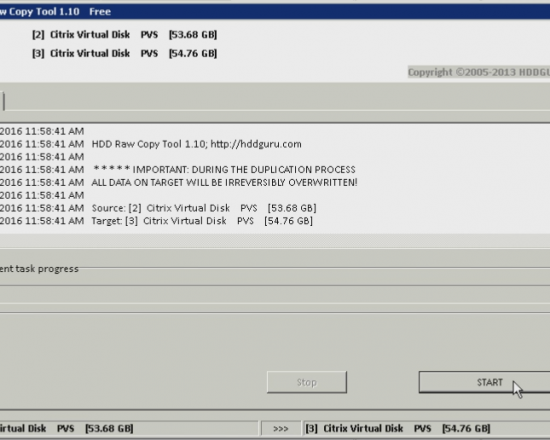 w Copy Tool 1.10 Free
[2] Citrix Virtual Disk PVS [53.68 GB]
[3] Citrix Virtual Disk PVS [54.76 GB]
Copyright ©2005-2013 HDDG
2016 11:58:41 AM
2016 11:58:41 AM HDD Raw Copy Tool 1.10; http://hddguru.com
2016 11:58:41 AM
2016 11:58:41 AM ***** IMPORTANT: DURING THE DUPLICATION PROCESS
2016 11:58:41 AM ALL DATA ON TARGET WILL BE IRREVERSIBLY OVERWRITTEN!
2016 11:58:41 AM
2016 11:58:41 AM Source: [2] Citrix Virtual Disk PVS [53.68 GB]
2016 11:58:41 AM Target: [3] Citrix Virtual Disk PVS [54.76 GB]
ent task progress
Stop START
irtual Disk PVS [53.68 GB] >>> [3] Citrix Virtual Disk PVS [54.76 GB]